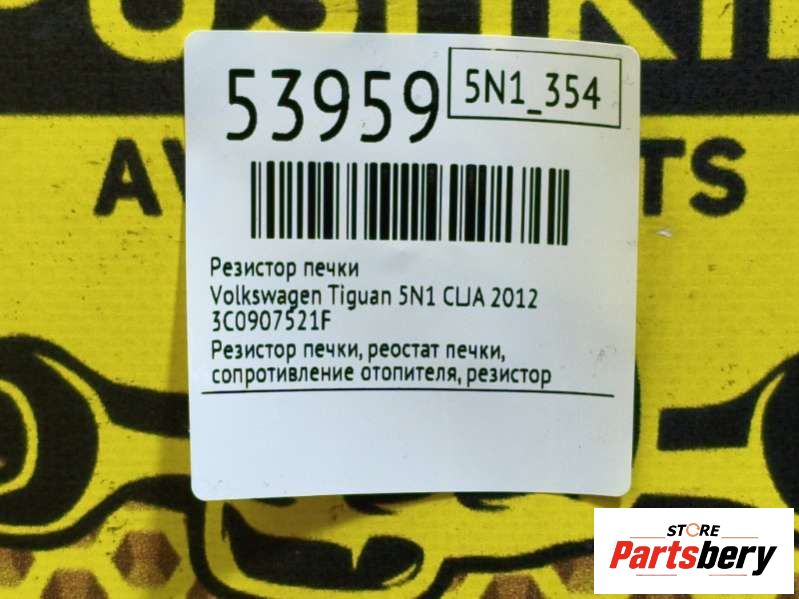 53959
5N1_354
Резистор печки
Volkswagen Tiguan 5N1 CLJA 2012
3C0907521F
Резистор печки, реостат печки,
сопротивление отопителя, резистор
STORE
Partsbery